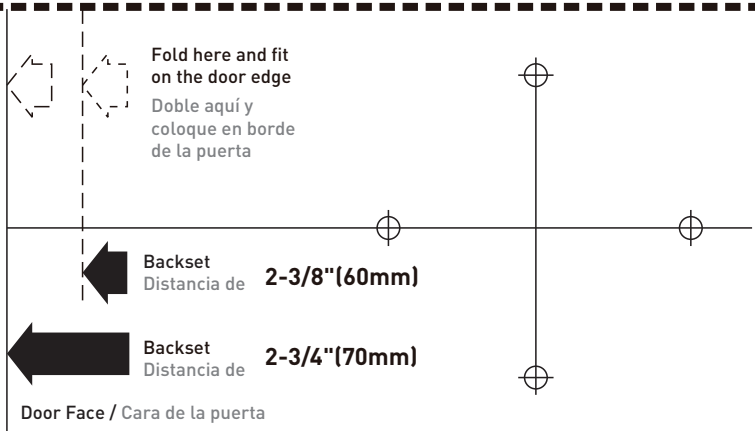 Fold here and fit
on the door edge
Doble aquí y
coloque en borde
de la puerta
Backset
Distancia de
2-3/8"(60mm)
Backset
Distancia de
2-3/4"(70mm)
Door Face / Cara de la puerta